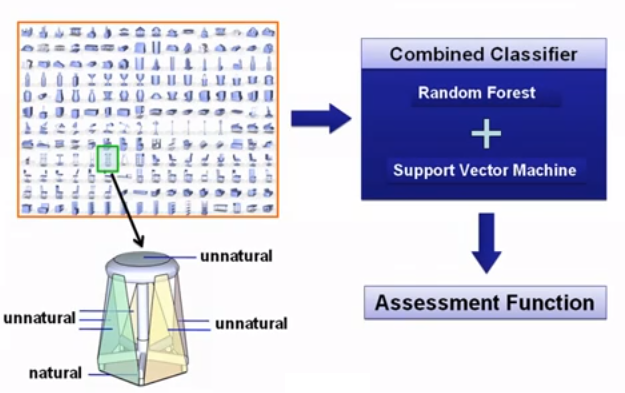 Combined Classifier
Random Forest
+
Support Vector Machine
Assessment Function
unnatural
unnatural
unnatural
natural